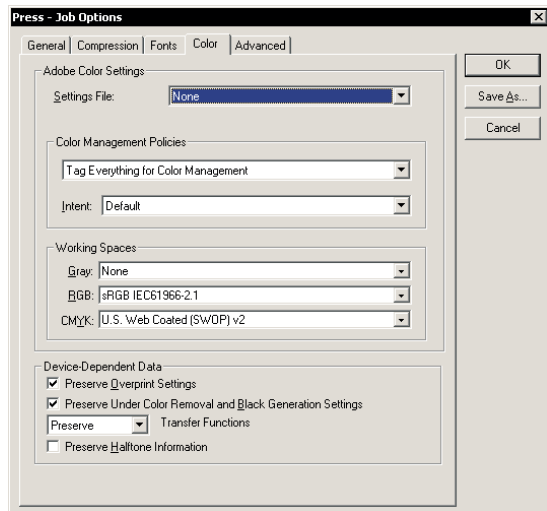 Press - Job Options
General Compression Fonts Color Advanced
OK
Save As...
Cancel
Adobe Color Settings
Settings File: None
Color Management Policies
Tag Everything for Color Management
Intent: Default
Working Spaces
Gray: None
RGB: sRGB IEC61966-2.1
CMYK: U.S. Web Coated (SWOP) v2
Device-Dependent Data
Preserve Overprint Settings
Preserve Under Color Removal and Black Generation Settings
Preserve Transfer Functions
Preserve Halftone Information